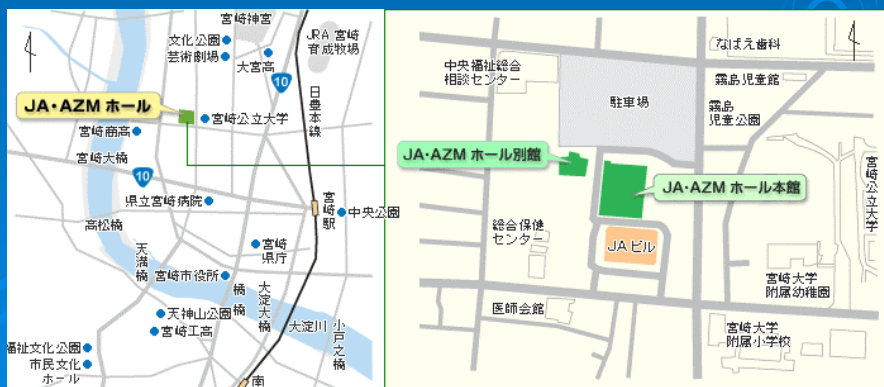 宮崎神宮
文化公園
芸術劇場
大宮高
JRA 宮崎
育成牧場
10
日豊本線
JA・AZM ホール
宮崎公立大学
宮崎商高
宮崎大橋
10
県立宮崎病院
宮崎駅
中央公園
高松橋
天満橋
宮崎県庁
宮崎市役所
橘橋
大淀大橋
天神山公園
宮崎工高
大淀川
小戸之橋
福祉文化公園
市民文化
ホール
南
なばえ歯科
中央福祉総合
相談センター
霧島児童館
駐車場
霧島
児童公園
JA・AZM ホール別館
JA・AZM ホール本館
宮崎公立大学
総合保健
センター
JA ビル
宮崎大学
附属幼稚園
医師会館
宮崎大学
附属小学校